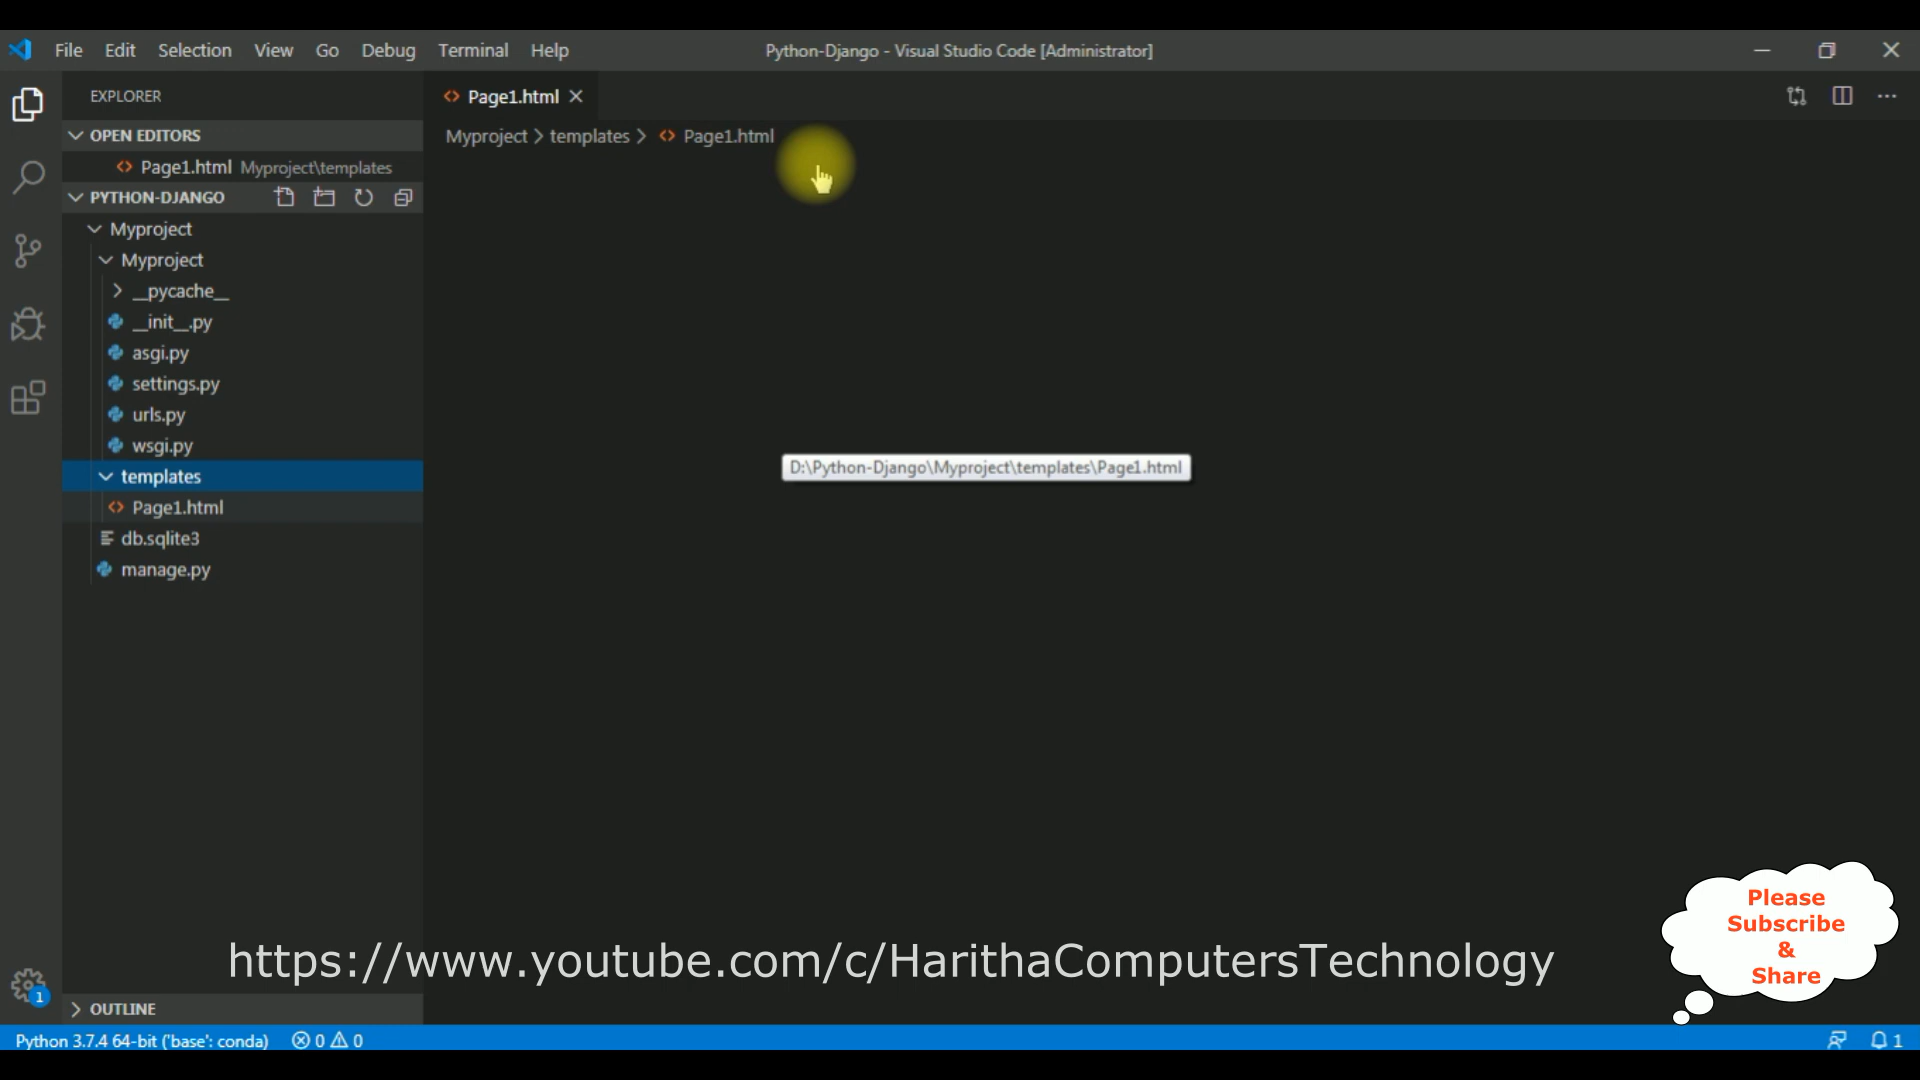 File Edit Selection View Go Debug Terminal Help
Python-Django - Visual Studio Code [Administrator]
EXPLORER
OPEN EDITORS
Page1.html Myproject\templates
PYTHON-DJANGO
Myproject
Myproject
__pycache__
__init__.py
asgi.py
settings.py
urls.py
wsgi.py
templates
Page1.html
db.sqlite3
manage.py
OUTLINE
Page1.html
Myproject > templates > Page1.html
D:\Python-Django\Myproject\templates\Page1.html
https://www.youtube.com/c/HarithaComputersTechnology
Please
Subscribe
&
Share
1
Python 3.7.4 64-bit ('base': conda) 0 0
1